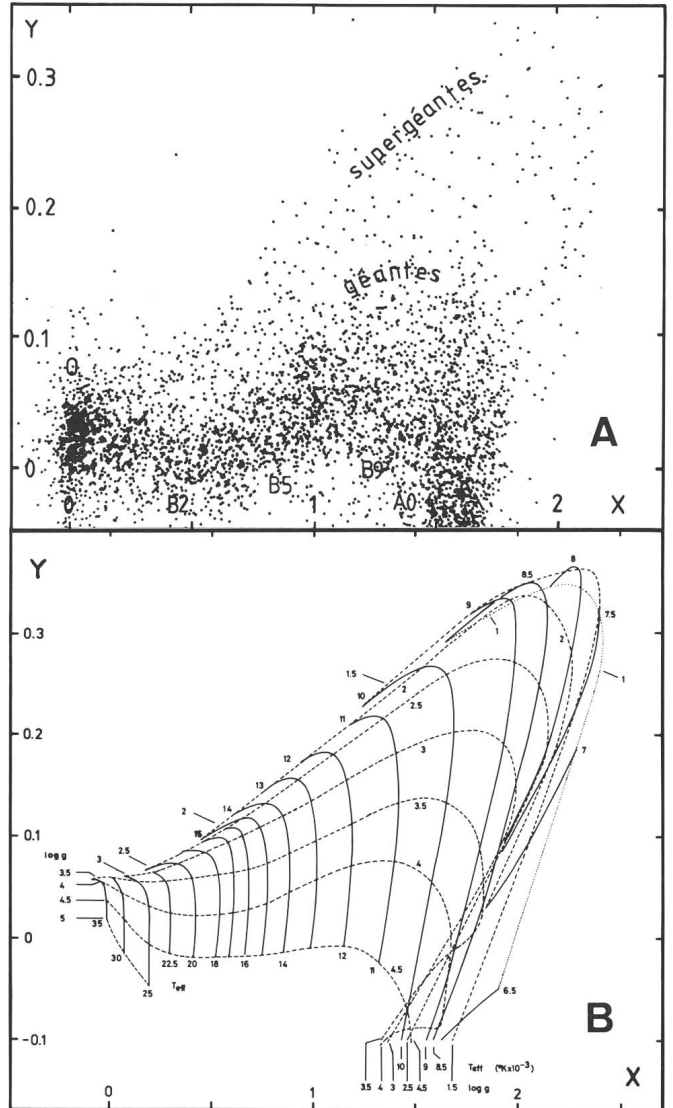 Y
0.3
supergéantes
0.2
géantes
0.1
O
A
0
B5
B9
0 B2 1 A0 2 X
Y
8
8.5
9
7.5
0.3
1
2
1.5
2
1
10
2.5
11
0.2
12
3
7
13
2
14
3.5
15
0.1
2.5
log g
3
4
3.5
4
4.5
5
35
0
30
22.5 20 18 16 14 12
11 4.5
25
Teff
6.5
B
-0.1
10 9 8.5 Teff (°Kx10⁻³)
3.5 4 3 2.5 4.5 1.5 log g
X
0 1 2